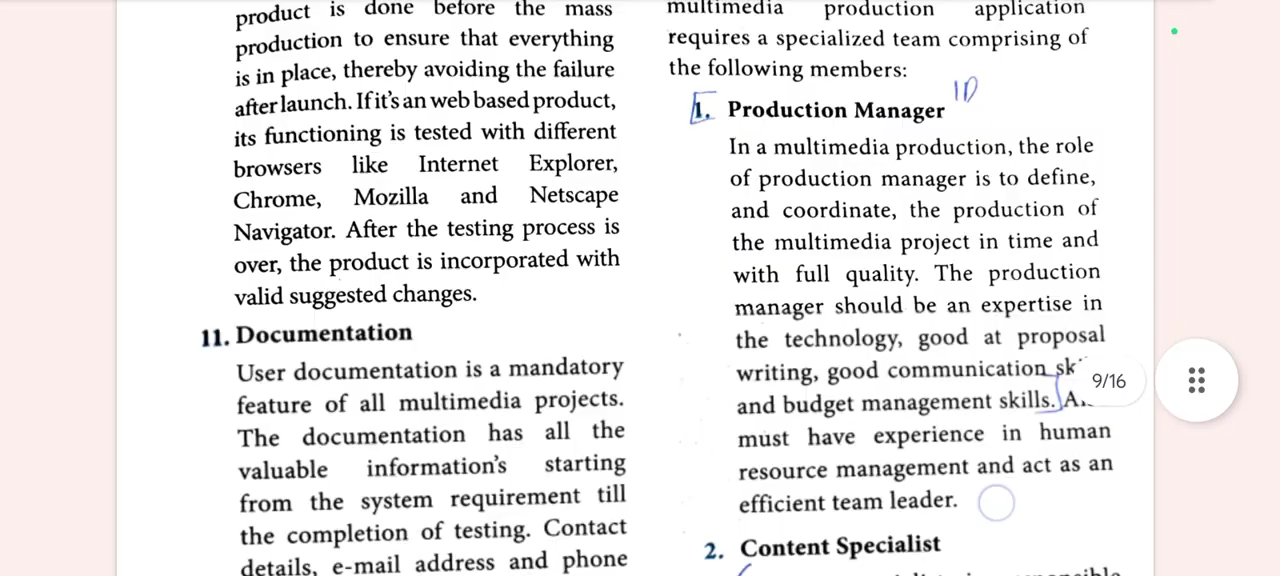 product is done before the mass
production to ensure that everything
is in place, thereby avoiding the failure
after launch. If it's an web based product,
its functioning is tested with different
browsers like Internet Explorer,
Chrome, Mozilla and Netscape
Navigator. After the testing process is
over, the product is incorporated with
valid suggested changes.
11. Documentation
User documentation is a mandatory
feature of all multimedia projects.
The documentation has all the
valuable information's starting
from the system requirement till
the completion of testing. Contact
details, e-mail address and phone
multimedia production application
requires a specialized team comprising of
the following members:
1. Production Manager
In a multimedia production, the role
of production manager is to define,
and coordinate, the production of
the multimedia project in time and
with full quality. The production
manager should be an expertise in
the technology, good at proposal
writing, good communication
and budget management skills.
must have experience in human
resource management and act as an
efficient team leader.
2. Content Specialist
9/16